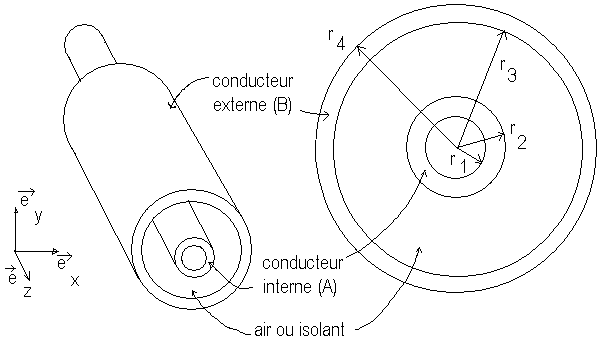 r4
conducteur
externe (B)
r3
r2
r1
e y
e x
e z
conducteur
interne (A)
air ou isolant